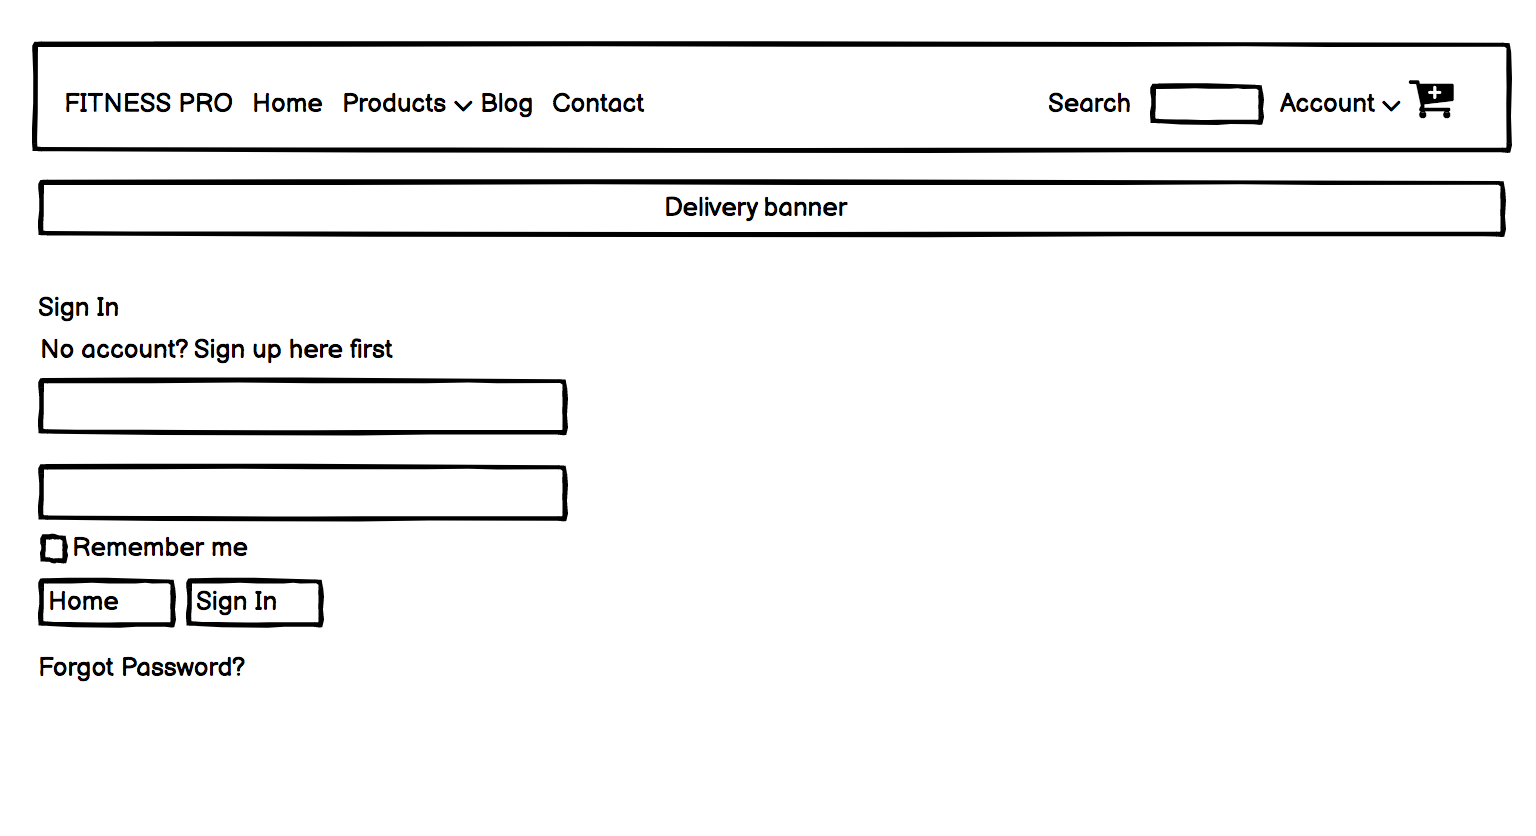 FITNESS PRO Home Products Blog Contact Search Account
Delivery banner
Sign In
No account? Sign up here first
Remember me
Home Sign In
Forgot Password?